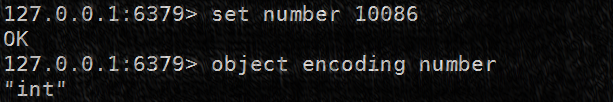 127.0.0.1:6379> set number 10086
OK
127.0.0.1:6379> object encoding number
"int"